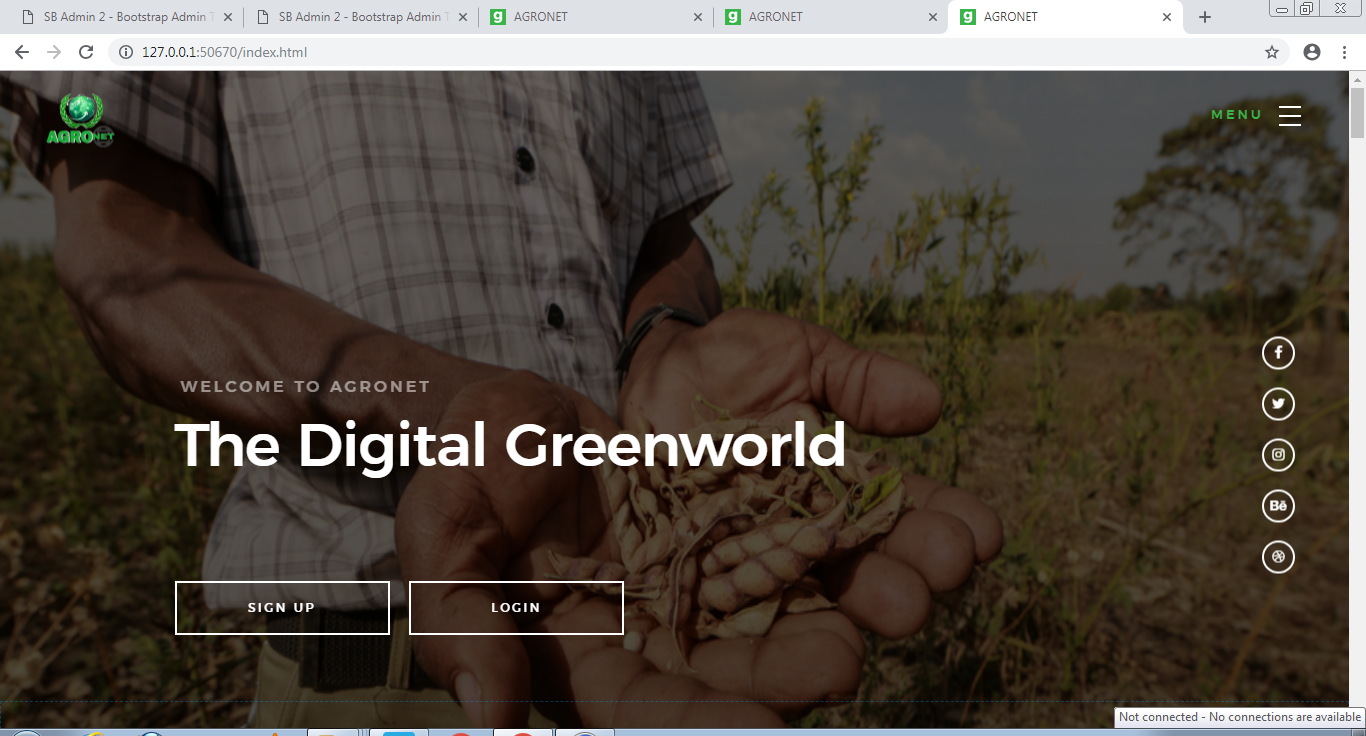 SB Admin 2 - Bootstrap Admin T
SB Admin 2 - Bootstrap Admin T
AGRONET
AGRONET
AGRONET
127.0.0.1:50670/index.html
AGRONET
MENU
WELCOME TO AGRONET
The Digital Greenworld
SIGN UP
LOGIN
Bē
Not connected - No connections are available